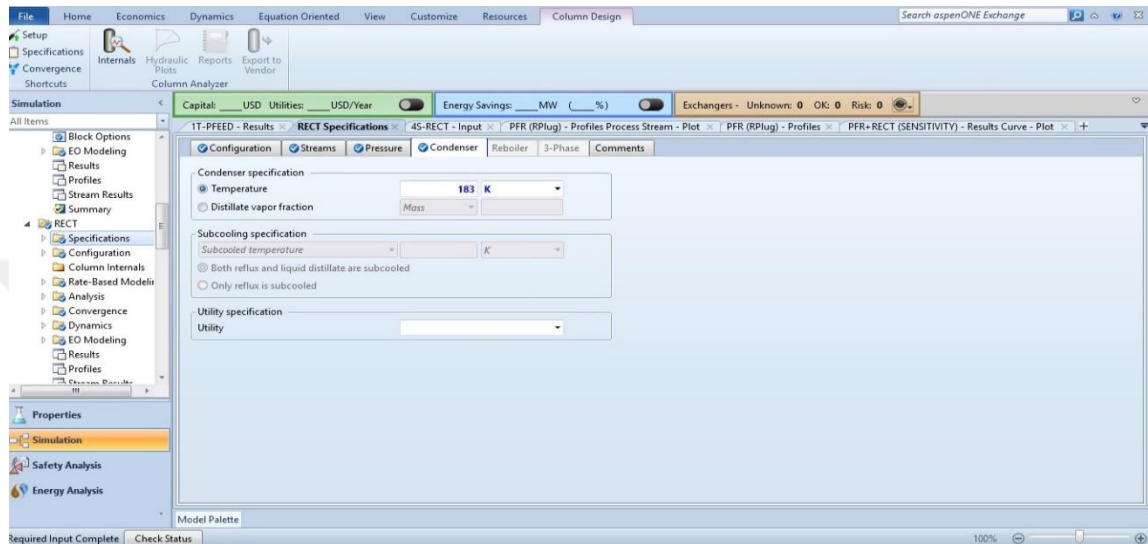 File Home Economics Dynamics Equation Oriented View Customize Resources Column Design Search aspenONE Exchange
Setup
Specifications
Convergence
Shortcuts
Internals Hydraulic Plots Reports Export to Vendor
Column Analyzer
Simulation
All Items
Capital: ____USD Utilities: ____USD/Year Energy Savings: ____MW (____%) Exchangers - Unknown: 0 OK: 0 Risk: 0
1T-PFEED - Results RECT Specifications 4S-RECT - Input PFR (RPlug) - Profiles Process Stream - Plot PFR (RPlug) - Profiles PFR+RECT (SENSITIVITY) - Results Curve - Plot +
Block Options
EO Modeling
Results
Profiles
Stream Results
Summary
RECT
Specifications
Configuration
Column Internals
Rate-Based Modelin
Analysis
Convergence
Dynamics
EO Modeling
Results
Profiles
Stream Results
Configuration Streams Pressure Condenser Reboiler 3-Phase Comments
Condenser specification
Temperature 183 K
Distillate vapor fraction Mass
Subcooling specification
Subcooled temperature K
Both reflux and liquid distillate are subcooled
Only reflux is subcooled
Utility specification
Utility
Properties
Simulation
Safety Analysis
Energy Analysis
Model Palette
Required Input Complete Check Status 100%